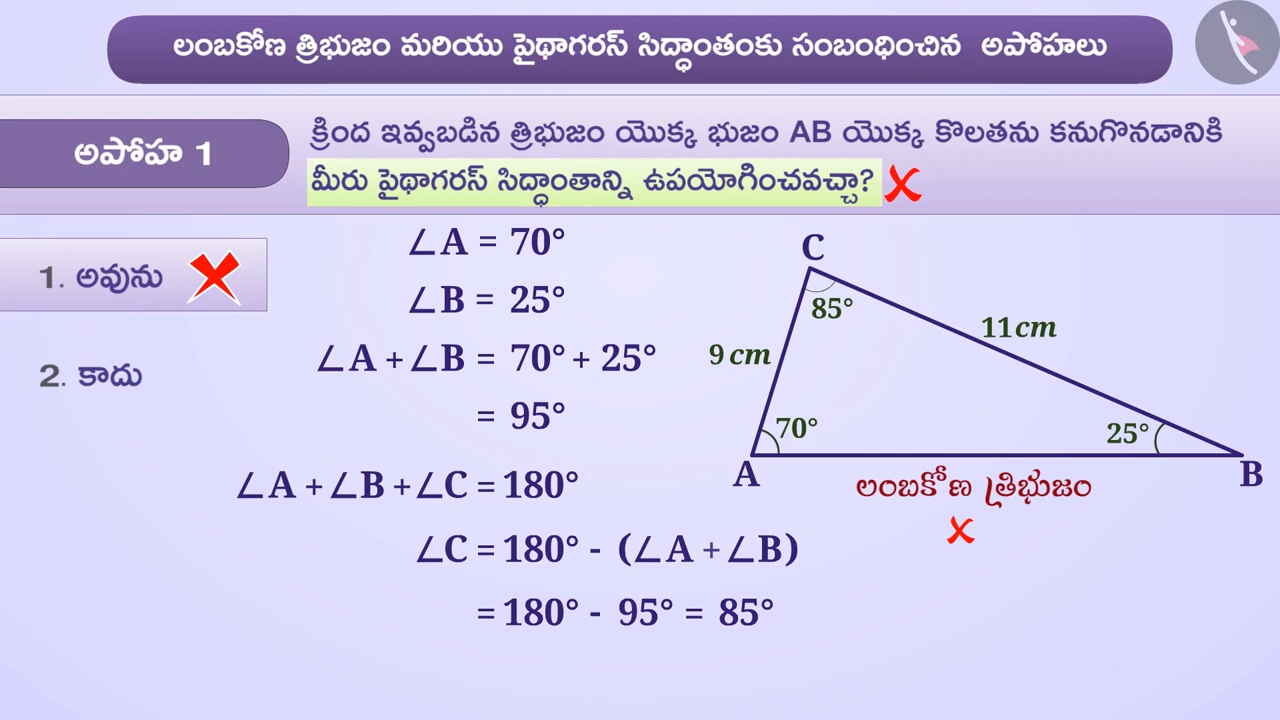 లంబకోణ త్రిభుజం మరియు పైథాగరస్ సిద్ధాంతంకు సంబంధించిన అపోహలు
అపోహ 1
క్రింద ఇవ్వబడిన త్రిభుజం యొక్క భుజం AB యొక్క కొలతను కనుగొనడానికి
మీరు పైథాగరస్ సిద్ధాంతాన్ని ఉపయోగించవచ్చా?
1. అవును
2. కాదు
∠A = 70°
∠B = 25°
∠A + ∠B = 70° + 25°
= 95°
∠A + ∠B + ∠C = 180°
∠C = 180° - (∠A + ∠B)
= 180° - 95° = 85°
C
85°
11 cm
9 cm
70°
25°
A
B
లంబకోణ త్రిభుజం